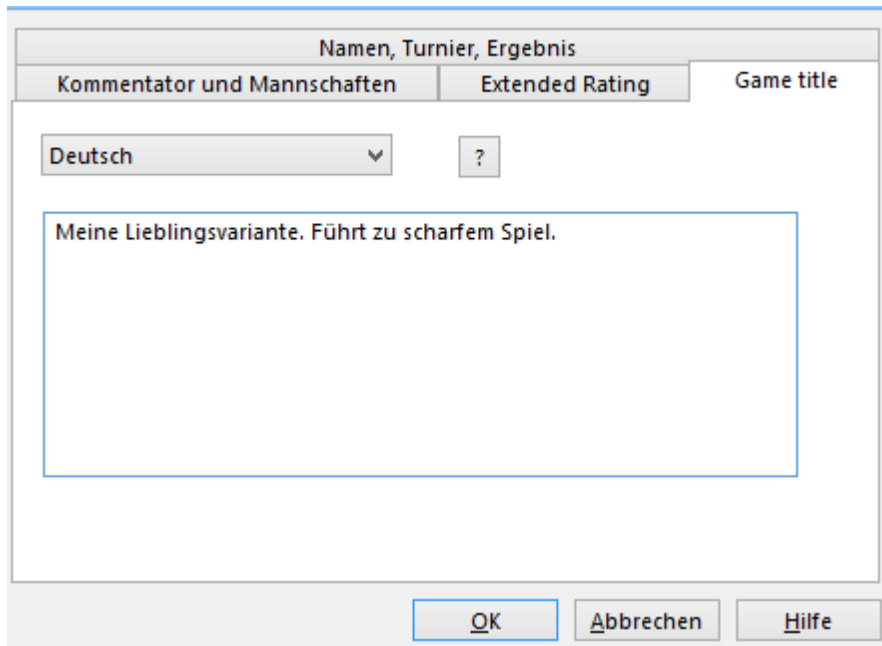 Namen, Turnier, Ergebnis
Kommentator und Mannschaften Extended Rating Game title
Deutsch ?
Meine Lieblingsvariante. Führt zu scharfem Spiel.
OK Abbrechen Hilfe